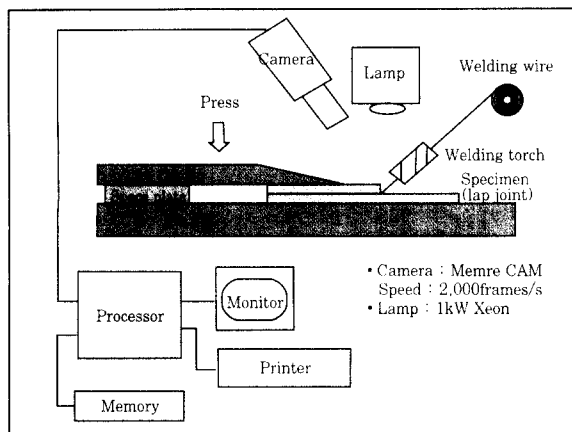 Camera
Lamp
Welding wire
Press
Welding torch
Specimen
(lap joint)
• Camera : Memre CAM
Speed : 2,000frames/s
• Lamp : 1kW Xeon
Processor
Monitor
Printer
Memory